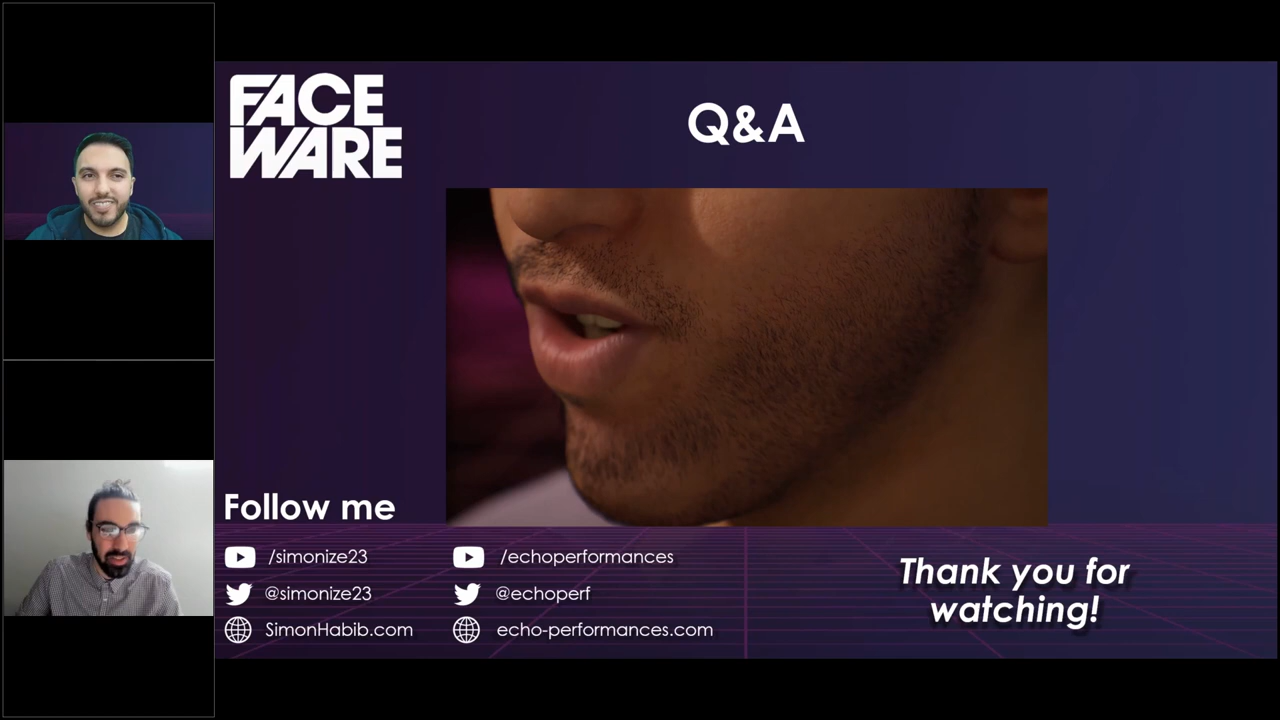 FACE
WARE
Q&A
Follow me
/simonize23
@simonize23
SimonHabib.com
/echoperformances
@echoperf
echo-performances.com
Thank you for
watching!